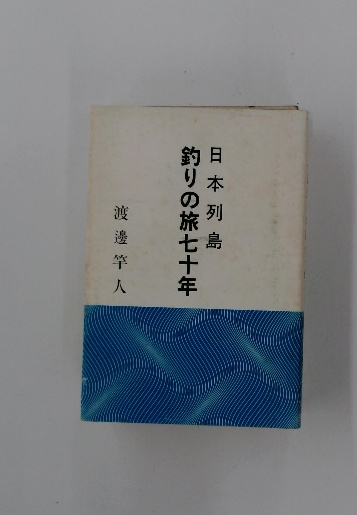 日本列島
釣りの旅七十年
渡邊竿人